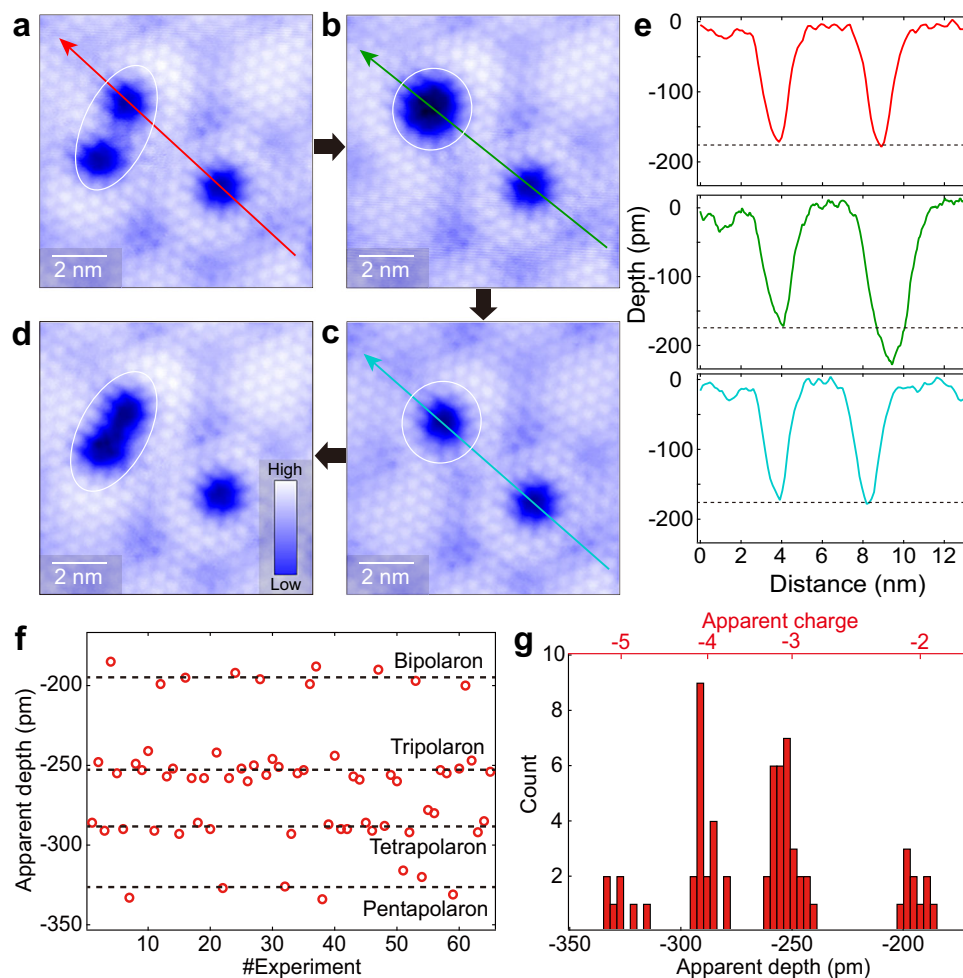 a
2 nm
b
2 nm
c
2 nm
d
2 nm
High
Low
e
0
-100
-200
0
-100
-200
0
-100
-200
Depth (pm)
0 2 4 6 8 10 12
Distance (nm)
f
Bipolaron
Tripolaron
Tetrapolaron
Pentapolaron
-200
-250
-300
-350
Apparent depth (pm)
10 20 30 40 50 60
#Experiment
g
Apparent charge
-5 -4 -3 -2
10
8
6
4
2
Count
-350 -300 -250 -200
Apparent depth (pm)